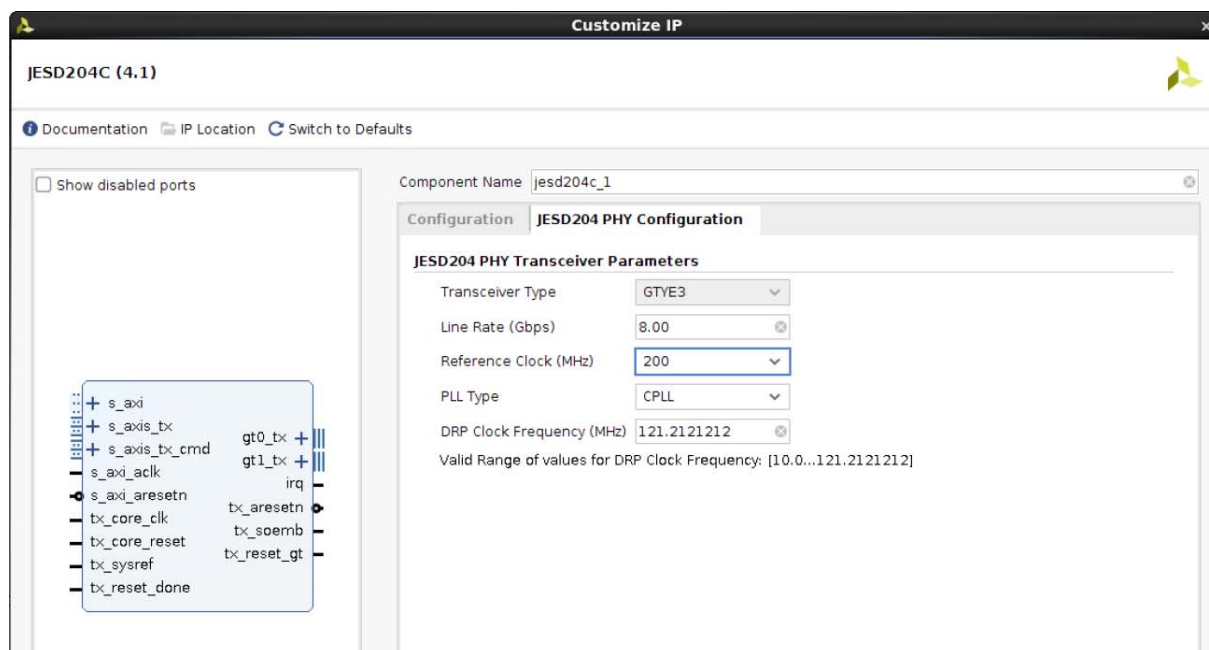 Customize IP
JESD204C (4.1)
Documentation IP Location Switch to Defaults
Show disabled ports
s_axi
s_axis_tx
s_axis_tx_cmd
s_axi_aclk
s_axi_aresetn
tx_core_clk
tx_core_reset
tx_sysref
tx_reset_done
gt0_tx
gt1_tx
irq
tx_aresetn
tx_soemb
tx_reset_gt
Component Name jesd204c_1
Configuration JESD204 PHY Configuration
JESD204 PHY Transceiver Parameters
Transceiver Type GTYE3
Line Rate (Gbps) 8.00
Reference Clock (MHz) 200
PLL Type CPLL
DRP Clock Frequency (MHz) 121.2121212
Valid Range of values for DRP Clock Frequency: [10.0...121.2121212]